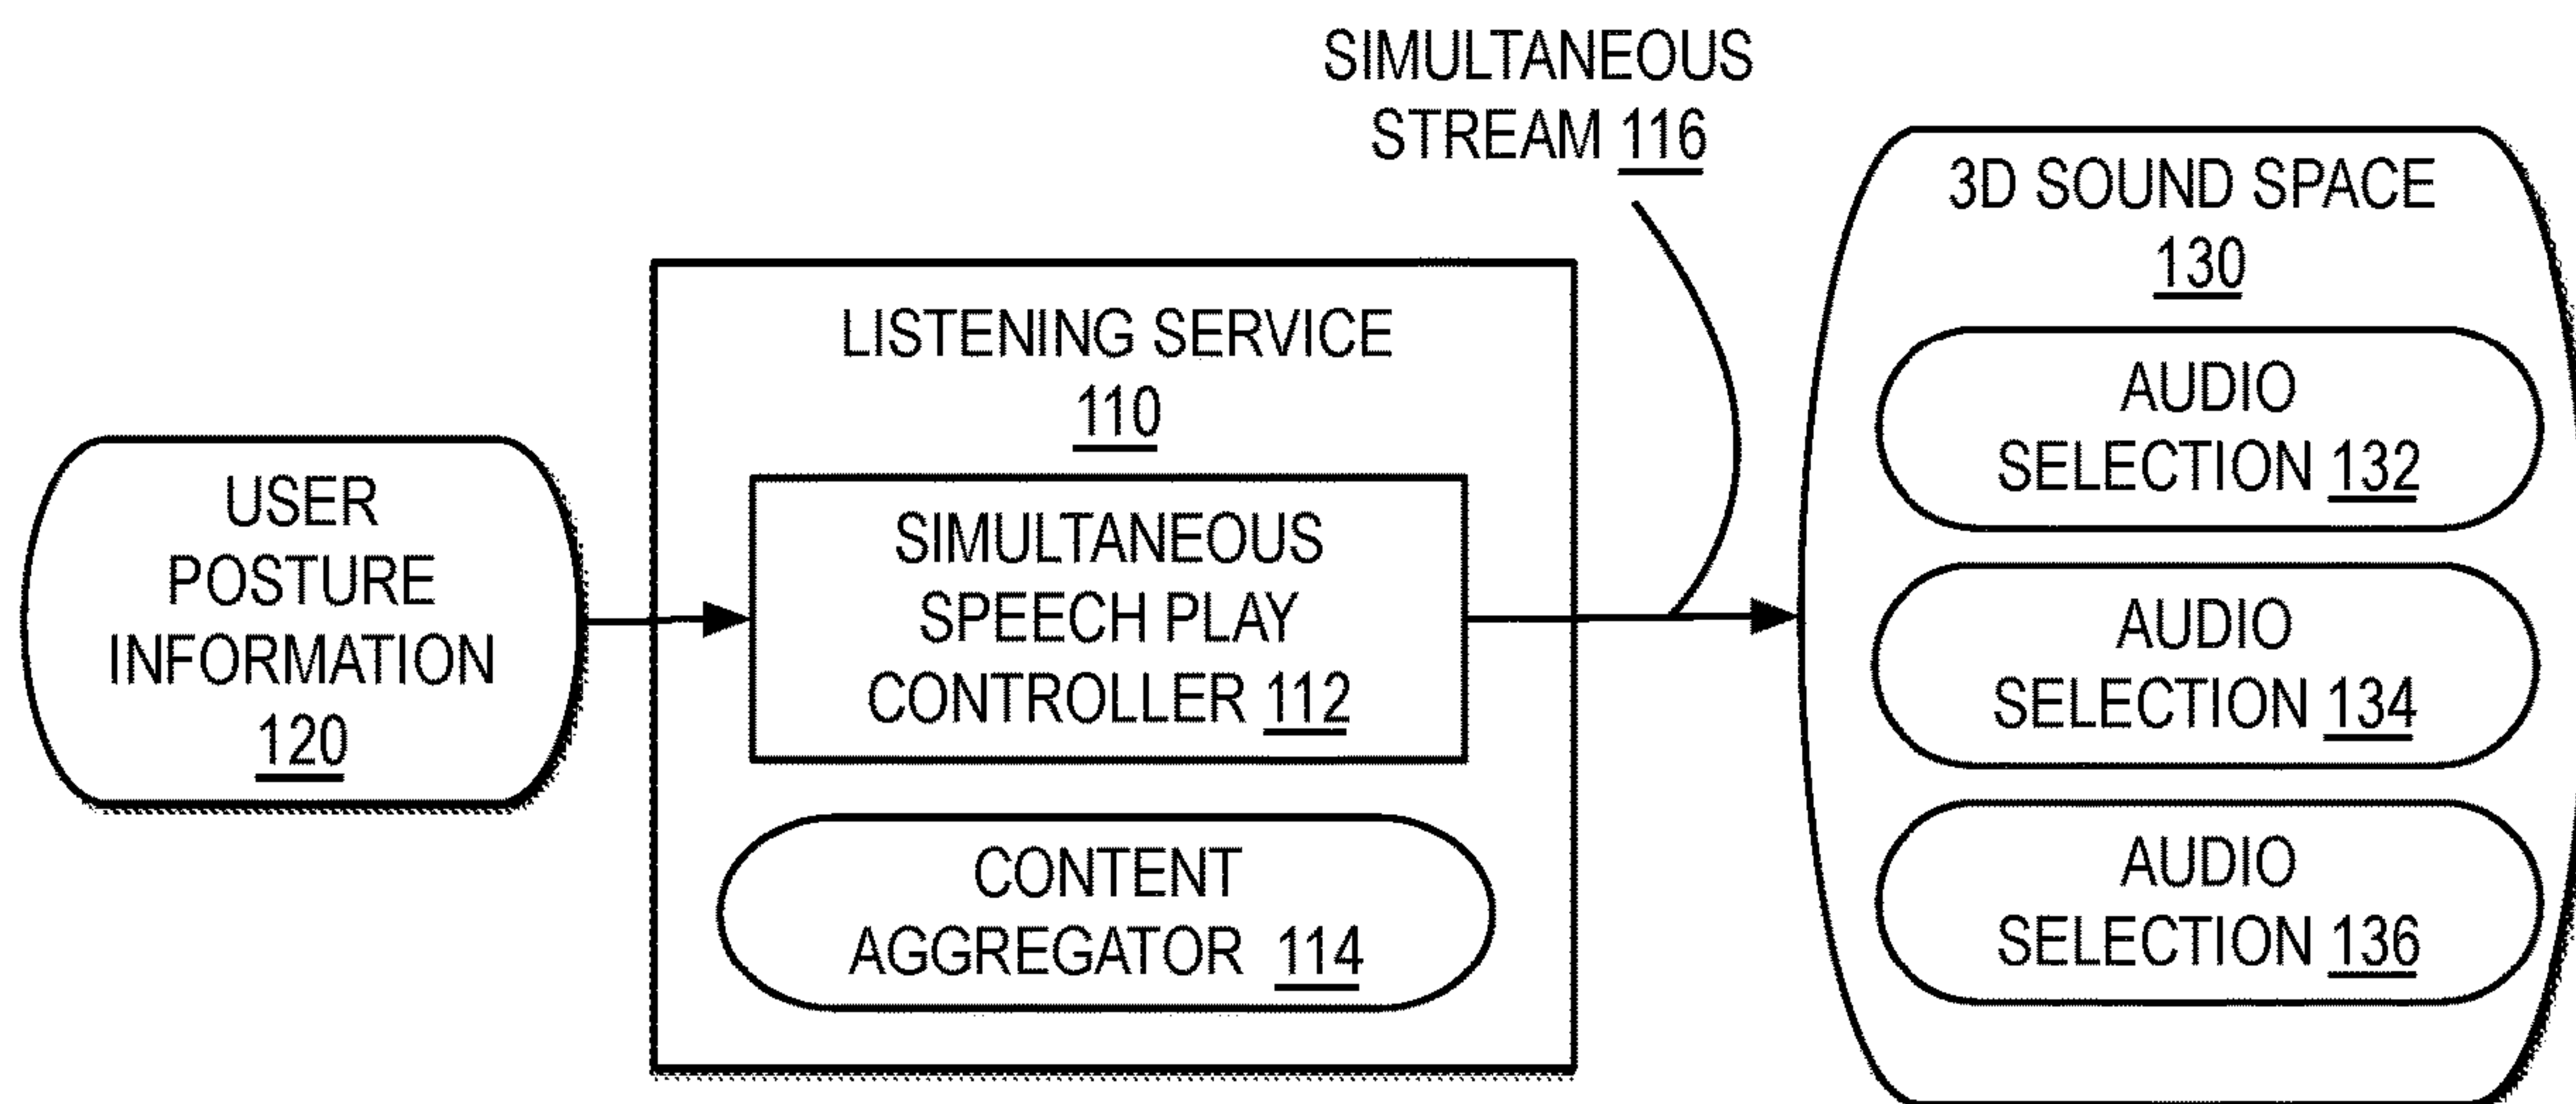 SIMULTANEOUS
STREAM 116
3D SOUND SPACE
130
LISTENING SERVICE
110
USER
POSTURE
INFORMATION
120
SIMULTANEOUS
SPEECH PLAY
CONTROLLER 112
CONTENT
AGGREGATOR 114
AUDIO
SELECTION 132
AUDIO
SELECTION 134
AUDIO
SELECTION 136